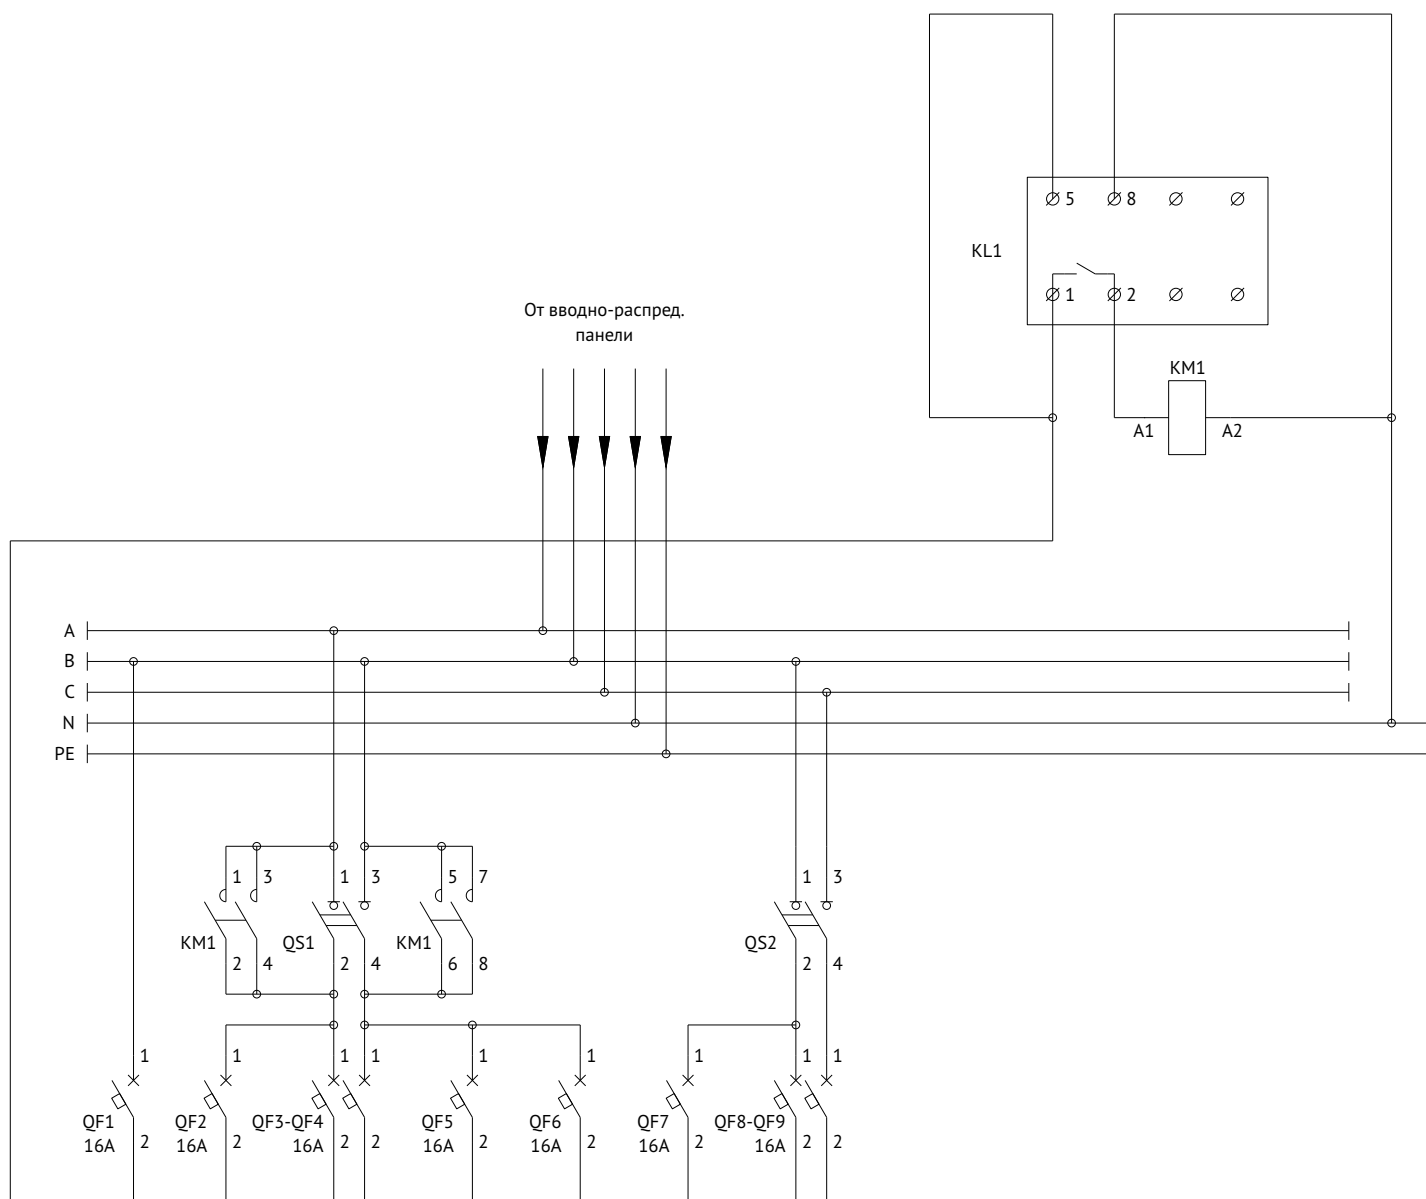 5 8
KL1
1 2
От вводно-распред.
панели
KM1
A1 A2
A
B
C
N
PE
1 3 1 3 5 7 1 3
KM1 QS1 KM1 QS2
2 4 2 4 6 8 2 4
1 1 1 1 1 1 1 1 1
QF1 QF2 QF3-QF4 QF5 QF6 QF7 QF8-QF9
16A 2 16A 2 16A 2 2 16A 2 16A 2 16A 2 16A 2 2